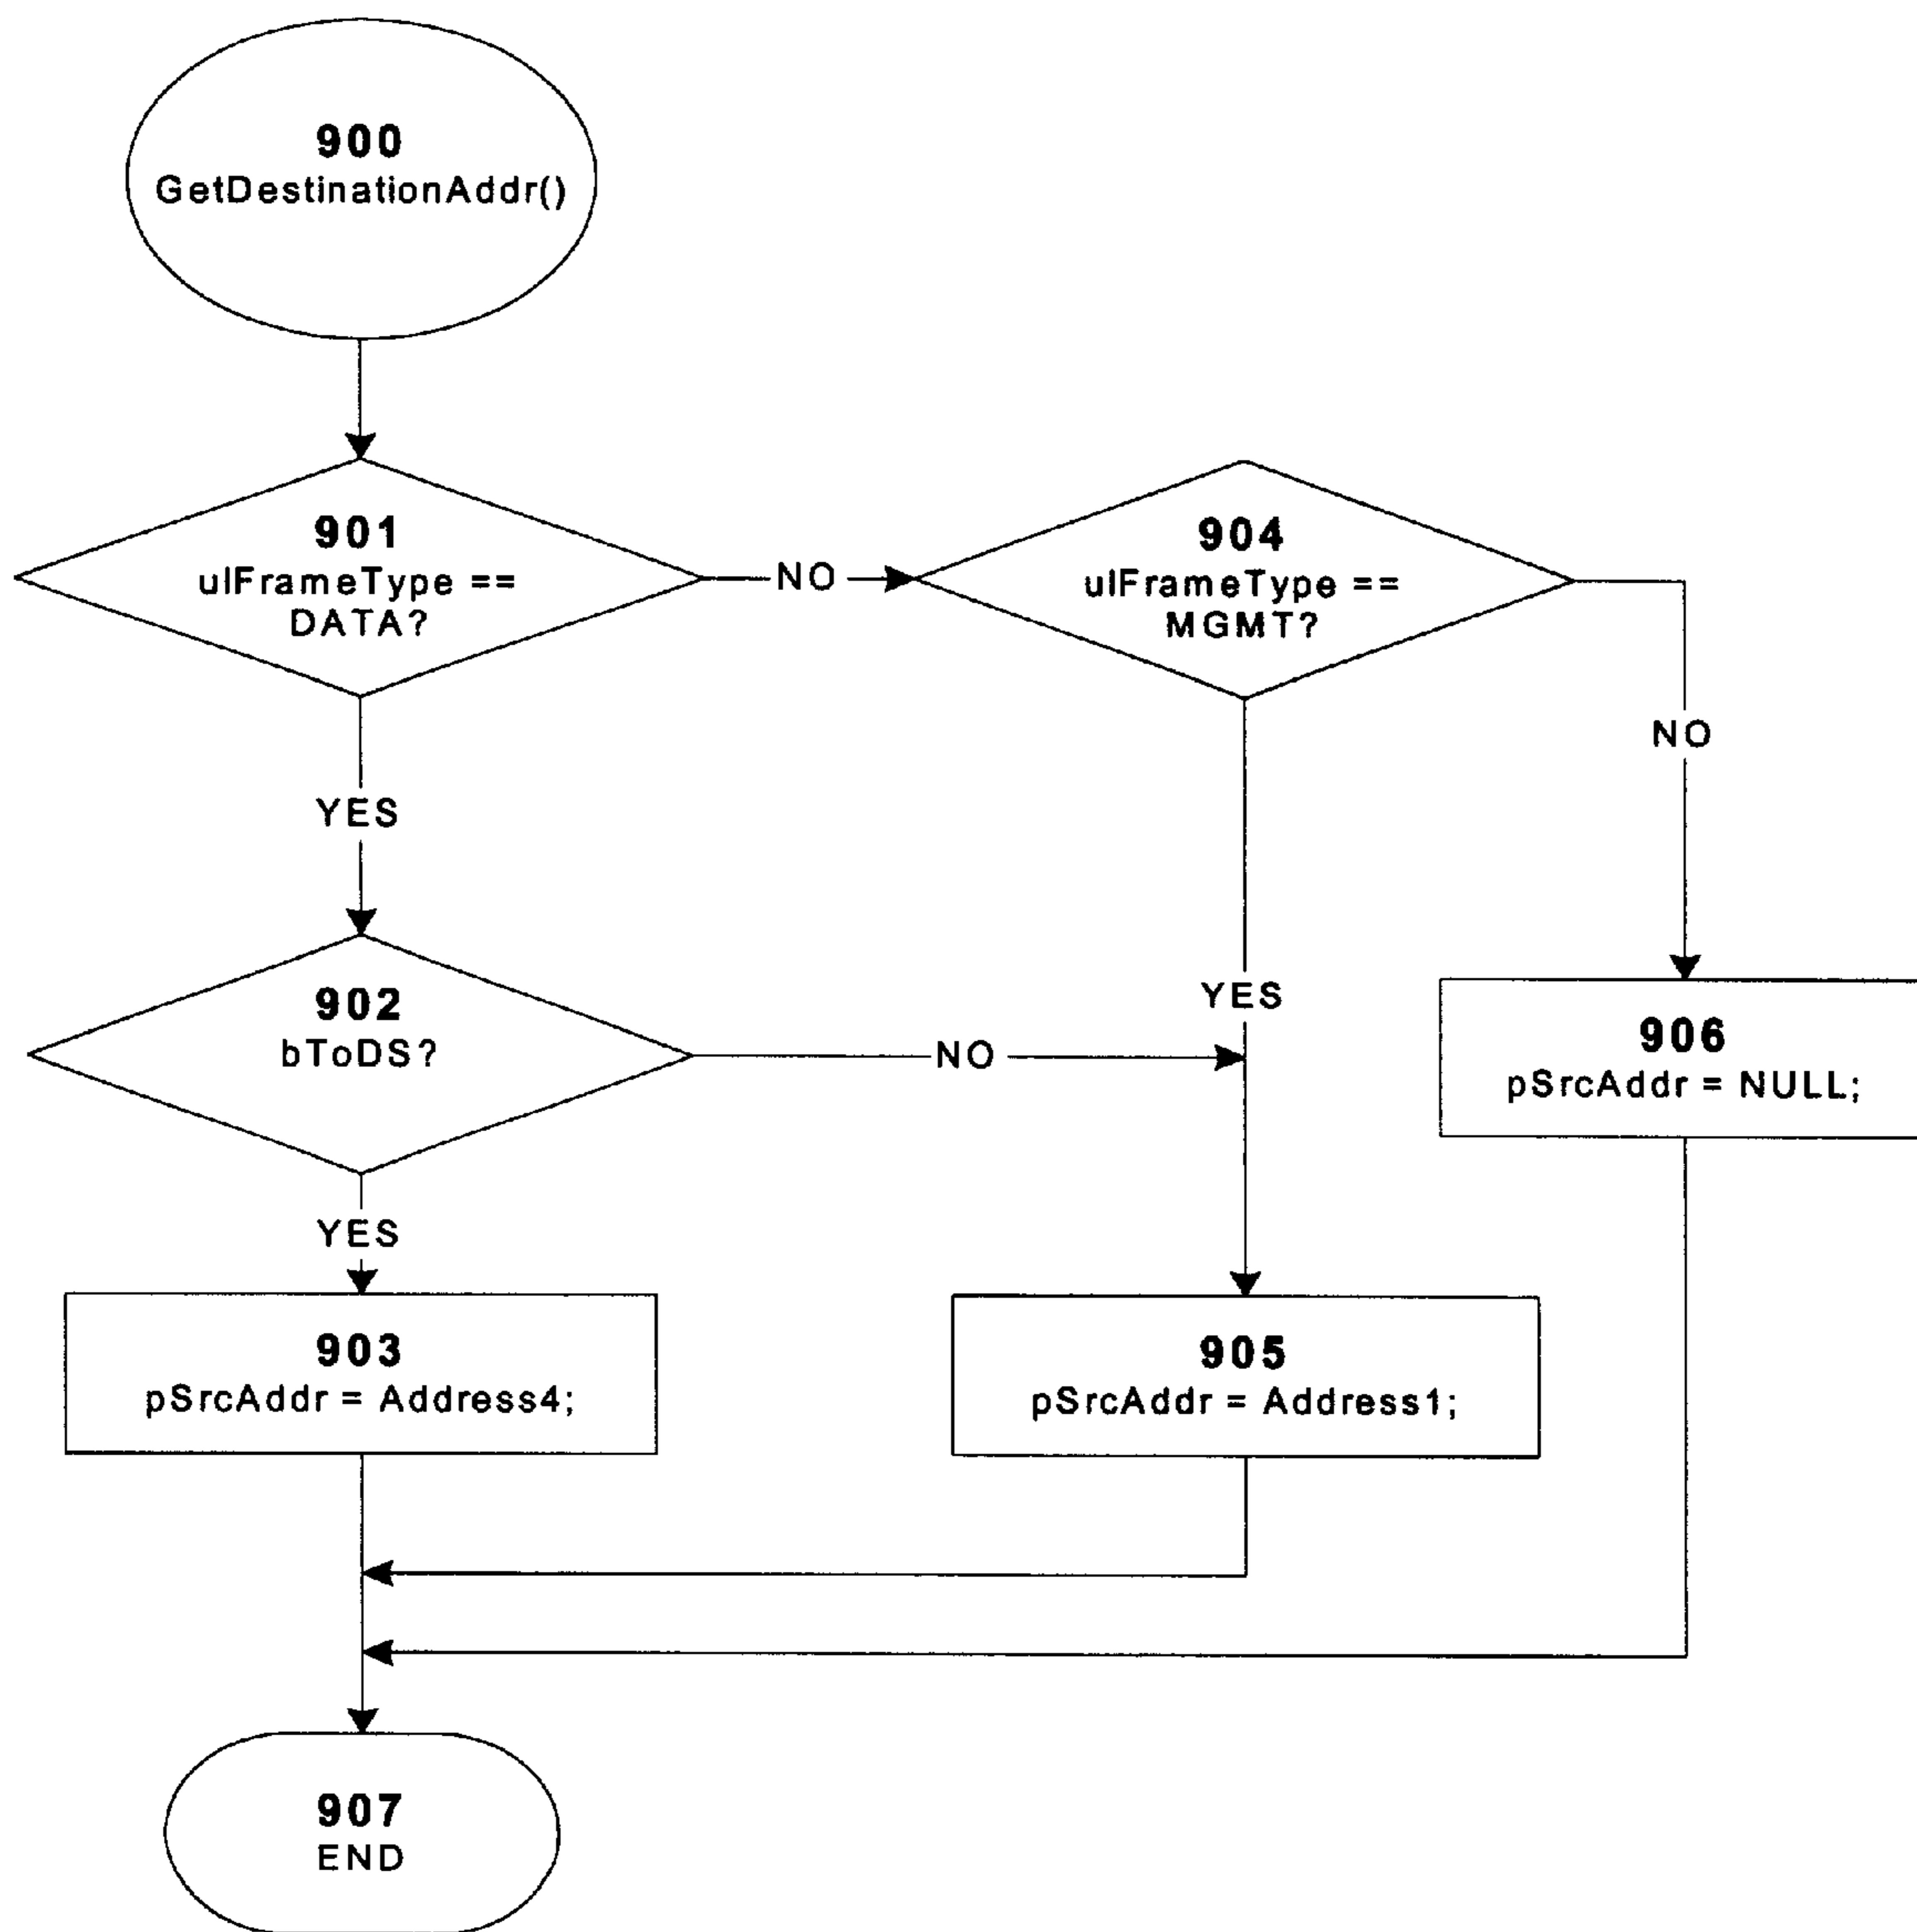 900
GetDestinationAddr()
901
ulFrameType ==
DATA?
NO
904
ulFrameType ==
MGMT?
NO
YES
902
bToDS?
NO
YES
906
pSrcAddr = NULL;
YES
903
pSrcAddr = Address4;
905
pSrcAddr = Address1;
907
END